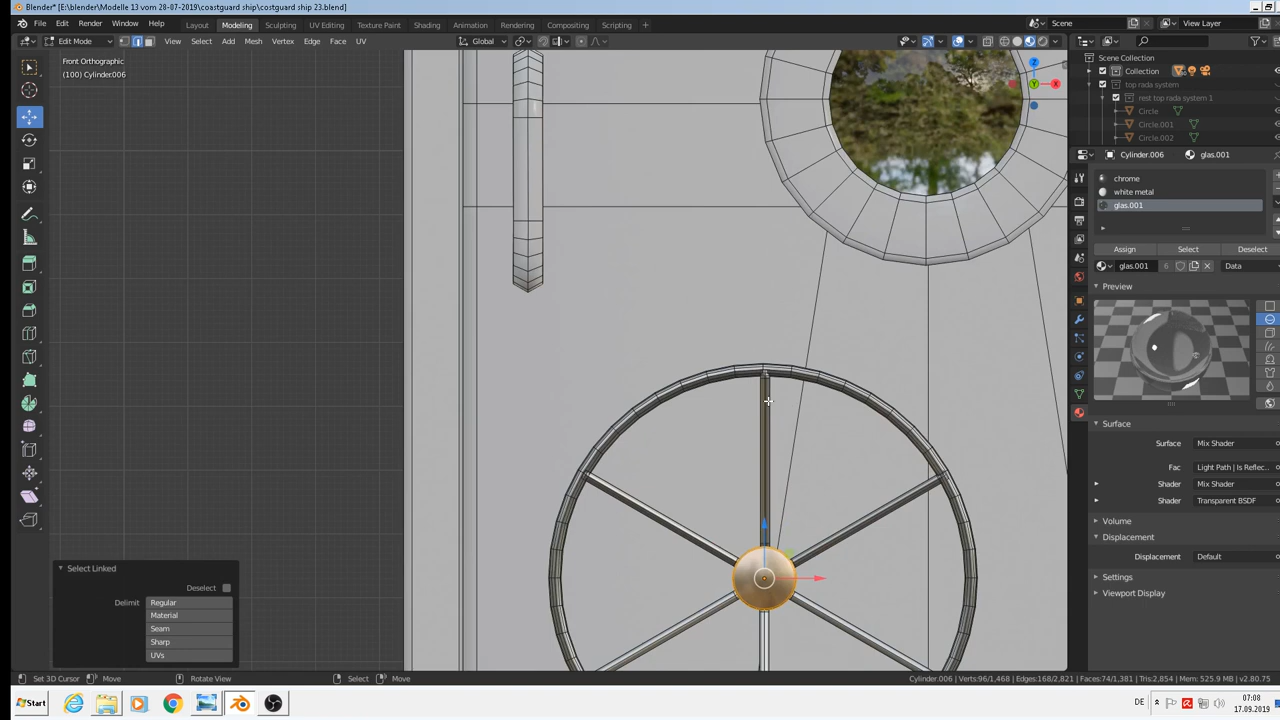 Blender* [E:\blender\Modelle 13 vom 28-07-2019\coastguard ship\costguard ship 23.blend]
File Edit Render Window Help Layout Modeling Sculpting UV Editing Texture Paint Shading Animation Rendering Compositing Scripting + Scene View Layer
Edit Mode View Select Add Mesh Vertex Edge Face UV Global
Front Orthographic
(100) Cylinder.006
Z
X
Y
Scene Collection
Collection
top rada system
rest top rada system 1
Circle
Circle.001
Circle.002
Cylinder.006 glas.001
chrome
white metal
glas.001
Assign Select Deselect
glas.001 6 Data
Preview
Surface
Surface Mix Shader
Fac Light Path | Is Reflec...
Shader Mix Shader
Shader Transparent BSDF
Volume
Displacement
Displacement Default
Settings
Viewport Display
Select Linked
Deselect
Delimit Regular
Material
Seam
Sharp
UVs
Set 3D Cursor Move Rotate View Select Move Cylinder.006 | Verts:96/1,468 | Edges:168/2,821 | Faces:74/1,381 | Tris:2,854 | Mem: 525.9 MB | v2.80.75
Start DE 07:08
17.09.2019